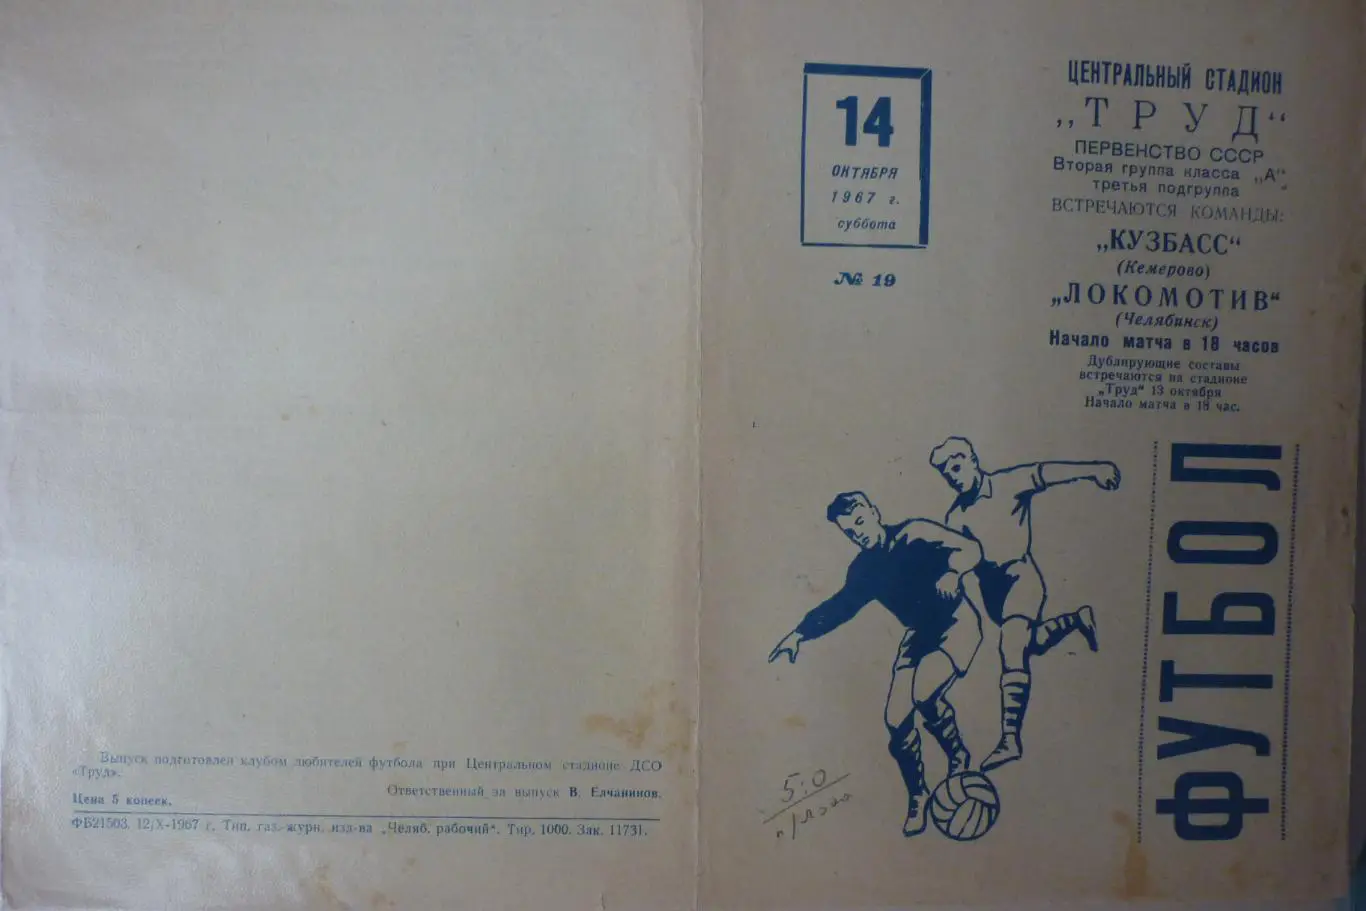 Выпуск подготовлен клубом любителей футбола при Центральном стадионе ДСО
«Труд».
Ответственный за выпуск В. Елчанинов.
Цена 5 копеек.
ФБ21503. 12/X-1967 г. Тип. газ.-журн. изд-ва „Челяб. рабочий“. Тир. 1000. Зак. 11731.
14
ОКТЯБРЯ
1967 г.
суббота
№ 19
ЦЕНТРАЛЬНЫЙ СТАДИОН
„ТРУД“
ПЕРВЕНСТВО СССР
Вторая группа класса „А“
третья подгруппа
ВСТРЕЧАЮТСЯ КОМАНДЫ:
„КУЗБАСС“
(Кемерово)
„ЛОКОМОТИВ“
(Челябинск)
Начало матча в 18 часов
Дублирующие составы
встречаются на стадионе
„Труд“ 13 октября
Начало матча в 18 час.
ФУТБОЛ
5:0